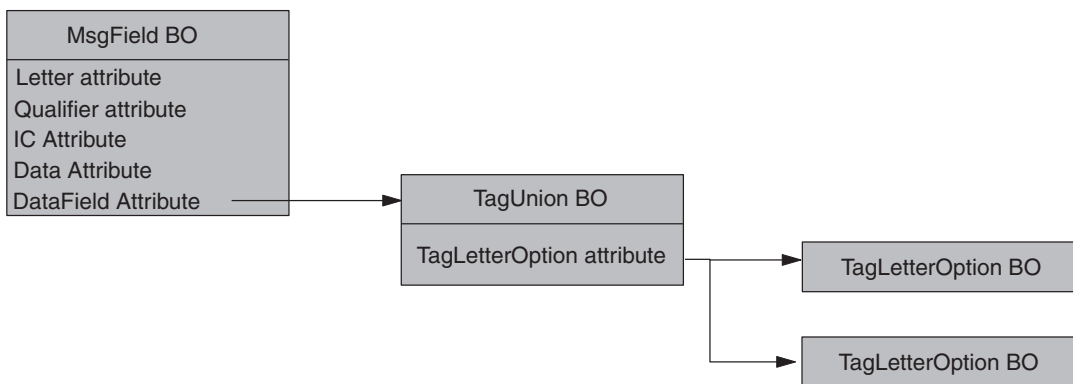 MsgField BO
Letter attribute
Qualifier attribute
IC Attribute
Data Attribute
DataField Attribute
TagUnion BO
TagLetterOption attribute
TagLetterOption BO
TagLetterOption BO